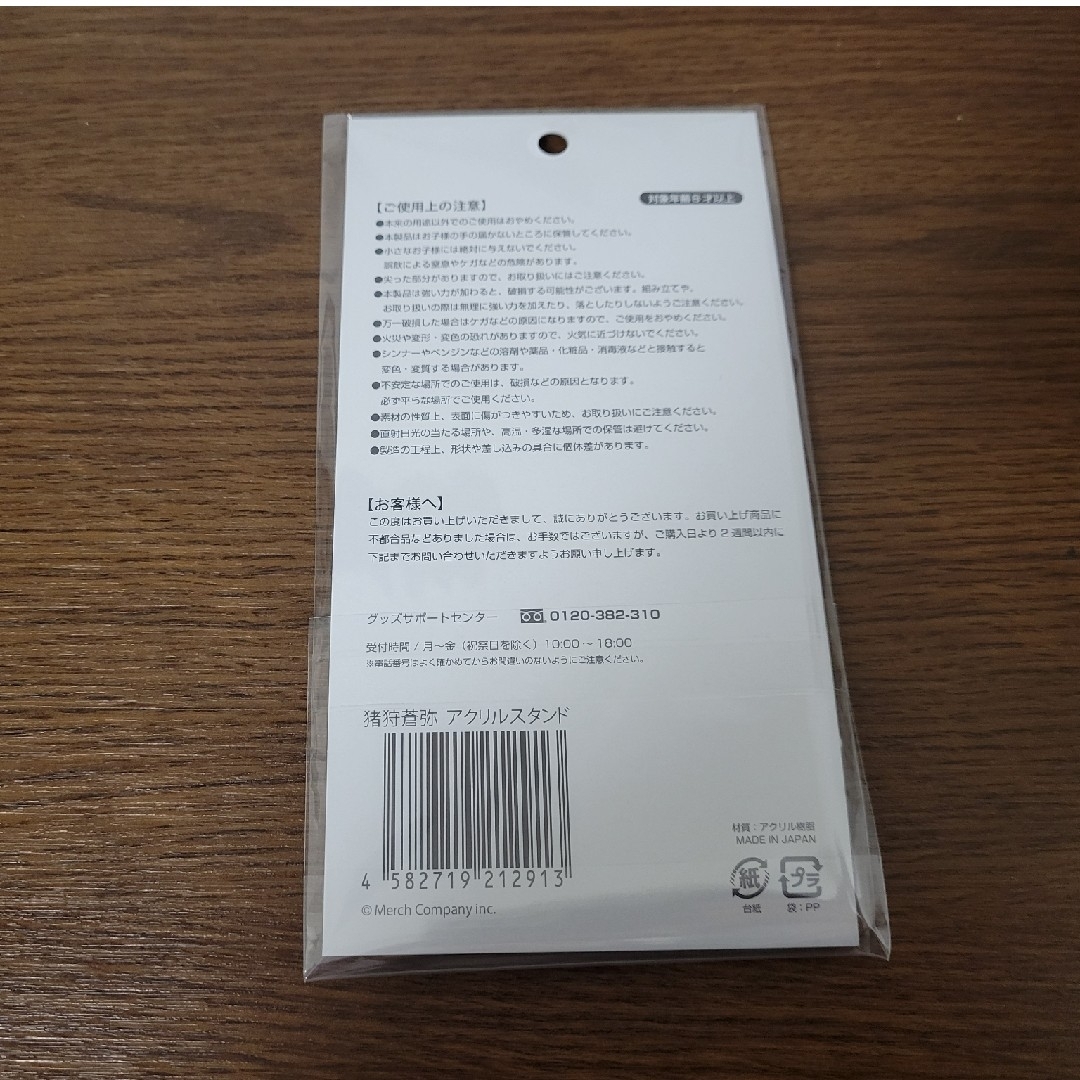 【ご使用上の注意】
対象年齢6才以上
●本来の用途以外でのご使用はおやめください。
●本製品はお子様の手の届かないところに保管してください。
●小さなお子様には絶対に与えないでください。
誤飲による窒息やケガなどの危険があります。
●尖った部分がありますので、お取り扱いにはご注意ください。
●本製品は強い力が加わると、破損する可能性がございます。組み立てや、
お取り扱いの際は無理に強い力を加えたり、落としたりしないようご注意ください。
●万一破損した場合はケガなどの原因になりますので、ご使用をおやめください。
●火災や変形・変色の恐れがありますので、火気に近づけないでください。
●シンナーやベンジンなどの溶剤や薬品・化粧品・消毒液などと接触すると
変色・変質する場合があります。
●不安定な場所でのご使用は、破損などの原因となります。
必ず平らな場所でご使用ください。
●素材の性質上、表面に傷がつきやすいため、お取り扱いにご注意ください。
●直射日光の当たる場所や、高温・多湿な場所での保管は避けてください。
●製造の工程上、形状や差し込みの具合に個体差があります。
【お客様へ】
この度はお買い上げいただきまして、誠にありがとうございます。お買い上げ商品に
不都合品などありました場合は、お手数ではございますが、ご購入日より2週間以内に
下記までお問い合わせいただきますようお願い申し上げます。
グッズサポートセンター 0120-382-310
受付時間 / 月〜金（祝祭日を除く）10:00〜18:00
※電話番号はよく確かめてからお間違いのないようにご注意ください。
猪狩蒼弥 アクリルスタンド
4 582719 212913
© Merch Company Inc.
材質：アクリル樹脂
MADE IN JAPAN
紙 プラ
台紙 袋：PP